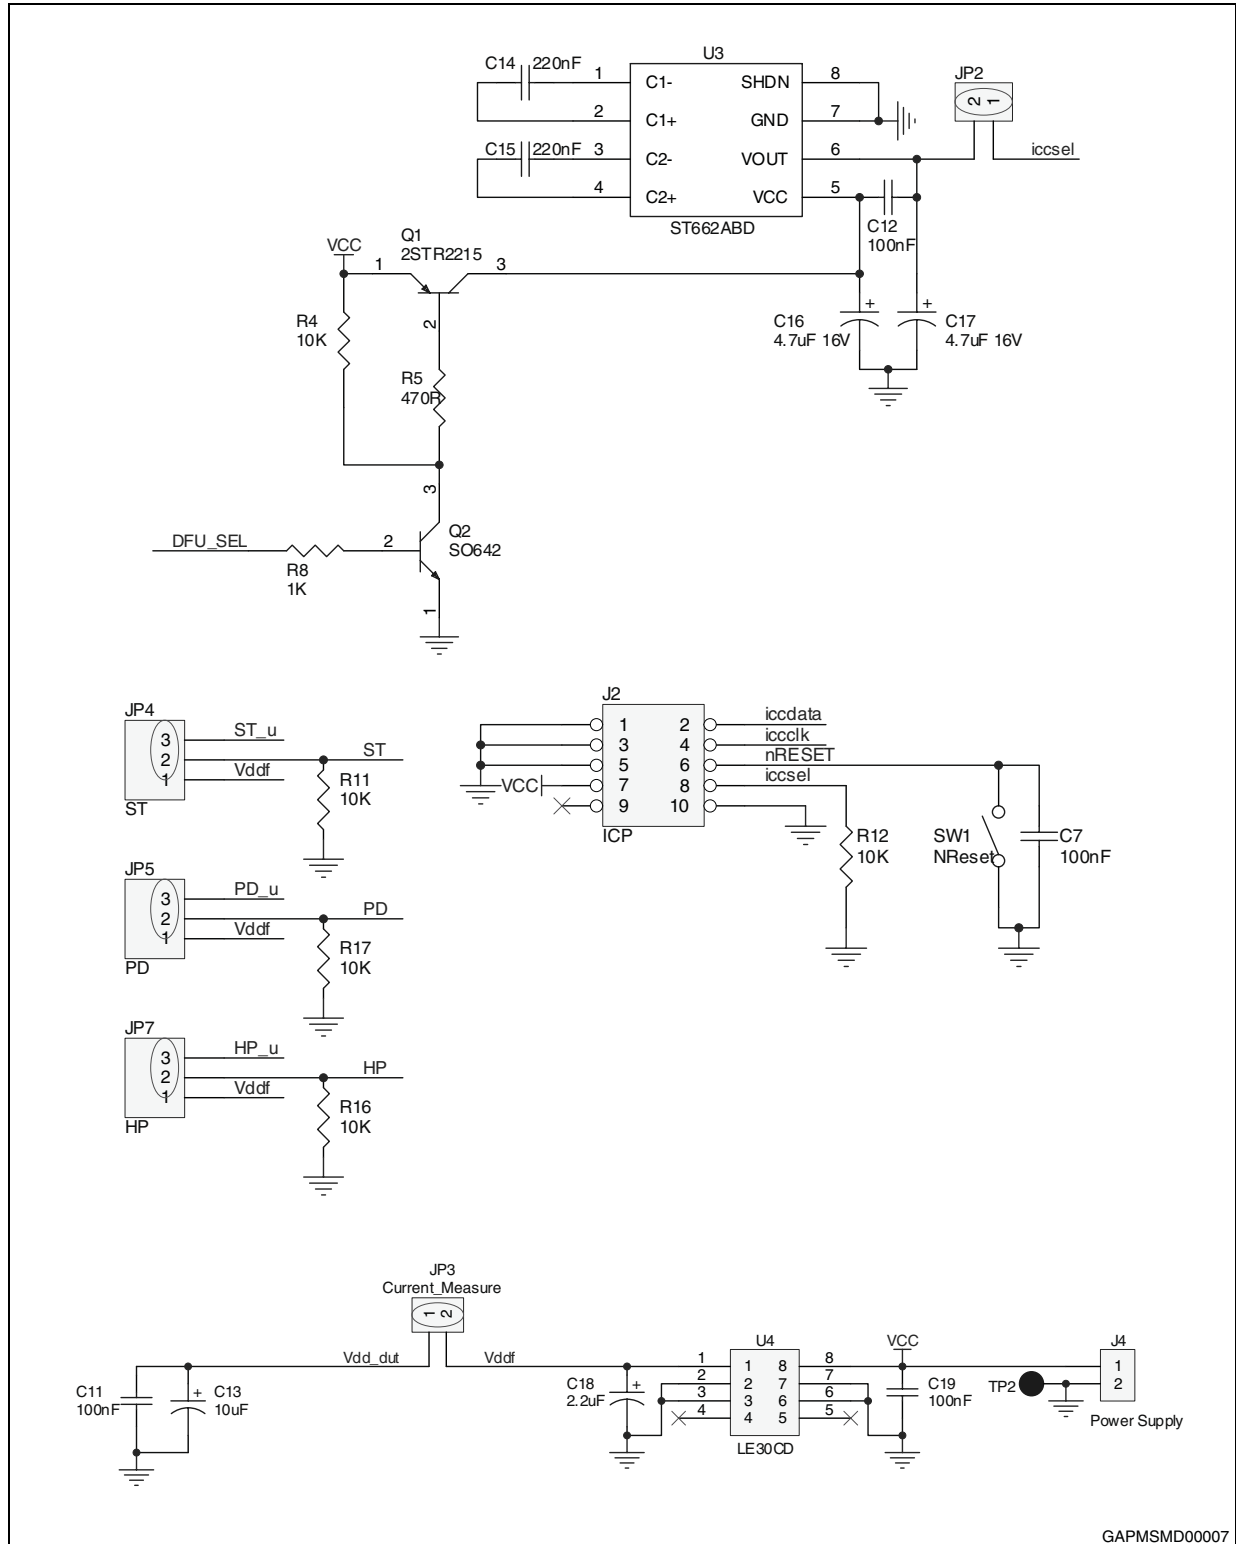 U3
C14 220nF
1 C1- SHDN 8
2 C1+ GND 7
C15 220nF
3 C2- VOUT 6
4 C2+ VCC 5
ST662ABD
JP2
2 1
iccsel
C12
100nF
VCC
Q1
2STR2215
1 3
2
R4
10K
R5
470R
C16
4.7uF 16V
C17
4.7uF 16V
3
DFU_SEL
R8
1K
2
Q2
SO642
1
JP4
3 ST_u
2 ST
1 Vddf
ST
R11
10K
JP5
3 PD_u
2 PD
1 Vddf
PD
R17
10K
JP7
3 HP_u
2 HP
1 Vddf
HP
R16
10K
J2
1 2 iccdata
3 4 iccclk
5 6 nRESET
VCC 7 8 iccsel
9 10
ICP
R12
10K
SW1
NReset
C7
100nF
JP3
Current_Measure
1 2
Vdd_dut
Vddf
C11
100nF
C13
10uF
C18
2.2uF
U4
1 1 8 8
2 2 7 7
3 3 6 6
4 4 5 5
LE30CD
VCC
C19
100nF
TP2
J4
1
2
Power Supply
GAPMSMD00007